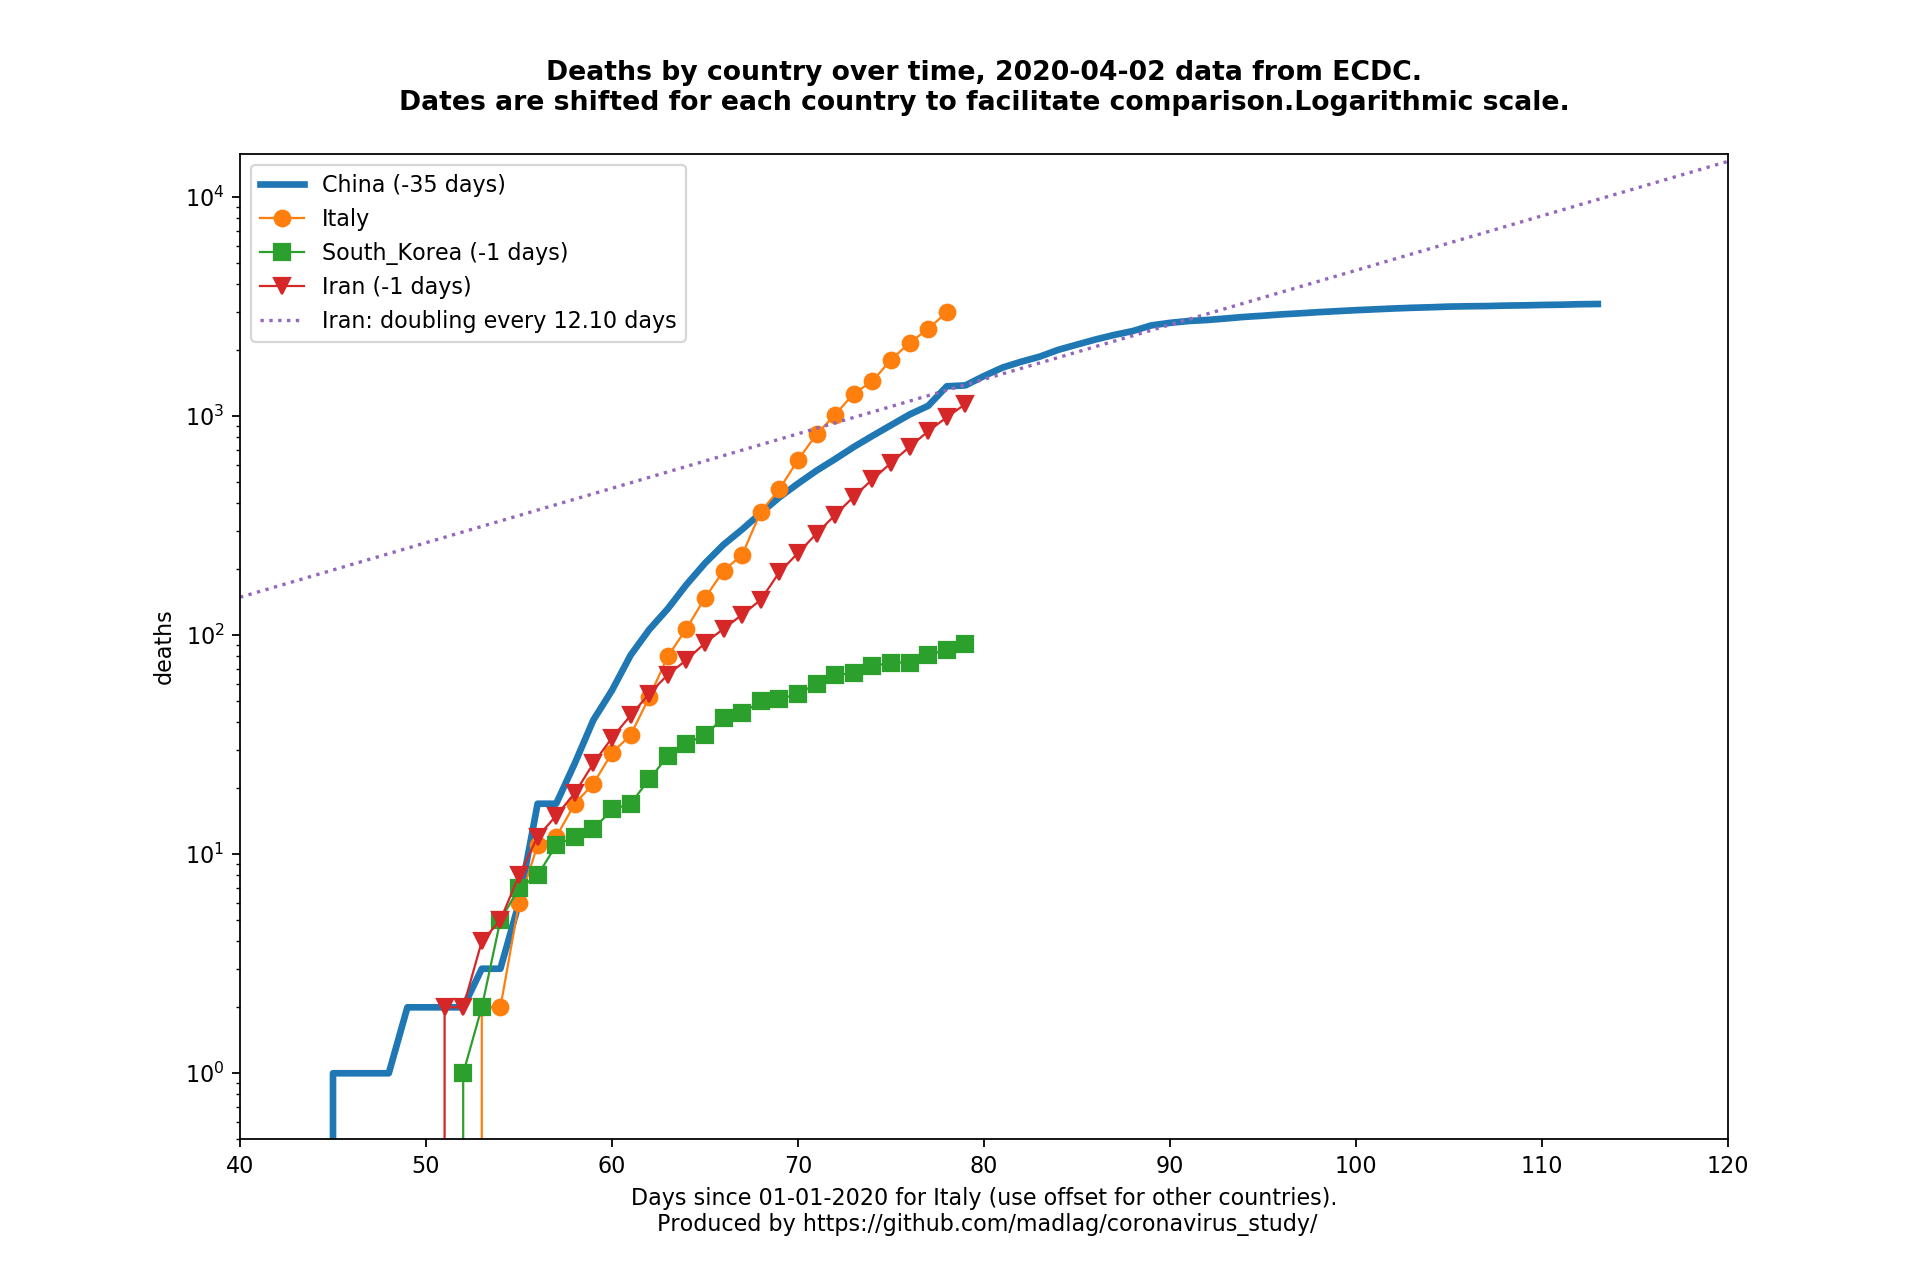 Deaths by country over time, 2020-04-02 data from ECDC.
Dates are shifted for each country to facilitate comparison.Logarithmic scale.
China (-35 days)
Italy
South_Korea (-1 days)
Iran (-1 days)
Iran: doubling every 12.10 days
10⁴
10³
10²
10¹
10⁰
deaths
40 50 60 70 80 90 100 110 120
Days since 01-01-2020 for Italy (use offset for other countries).
Produced by https://github.com/madlag/coronavirus_study/